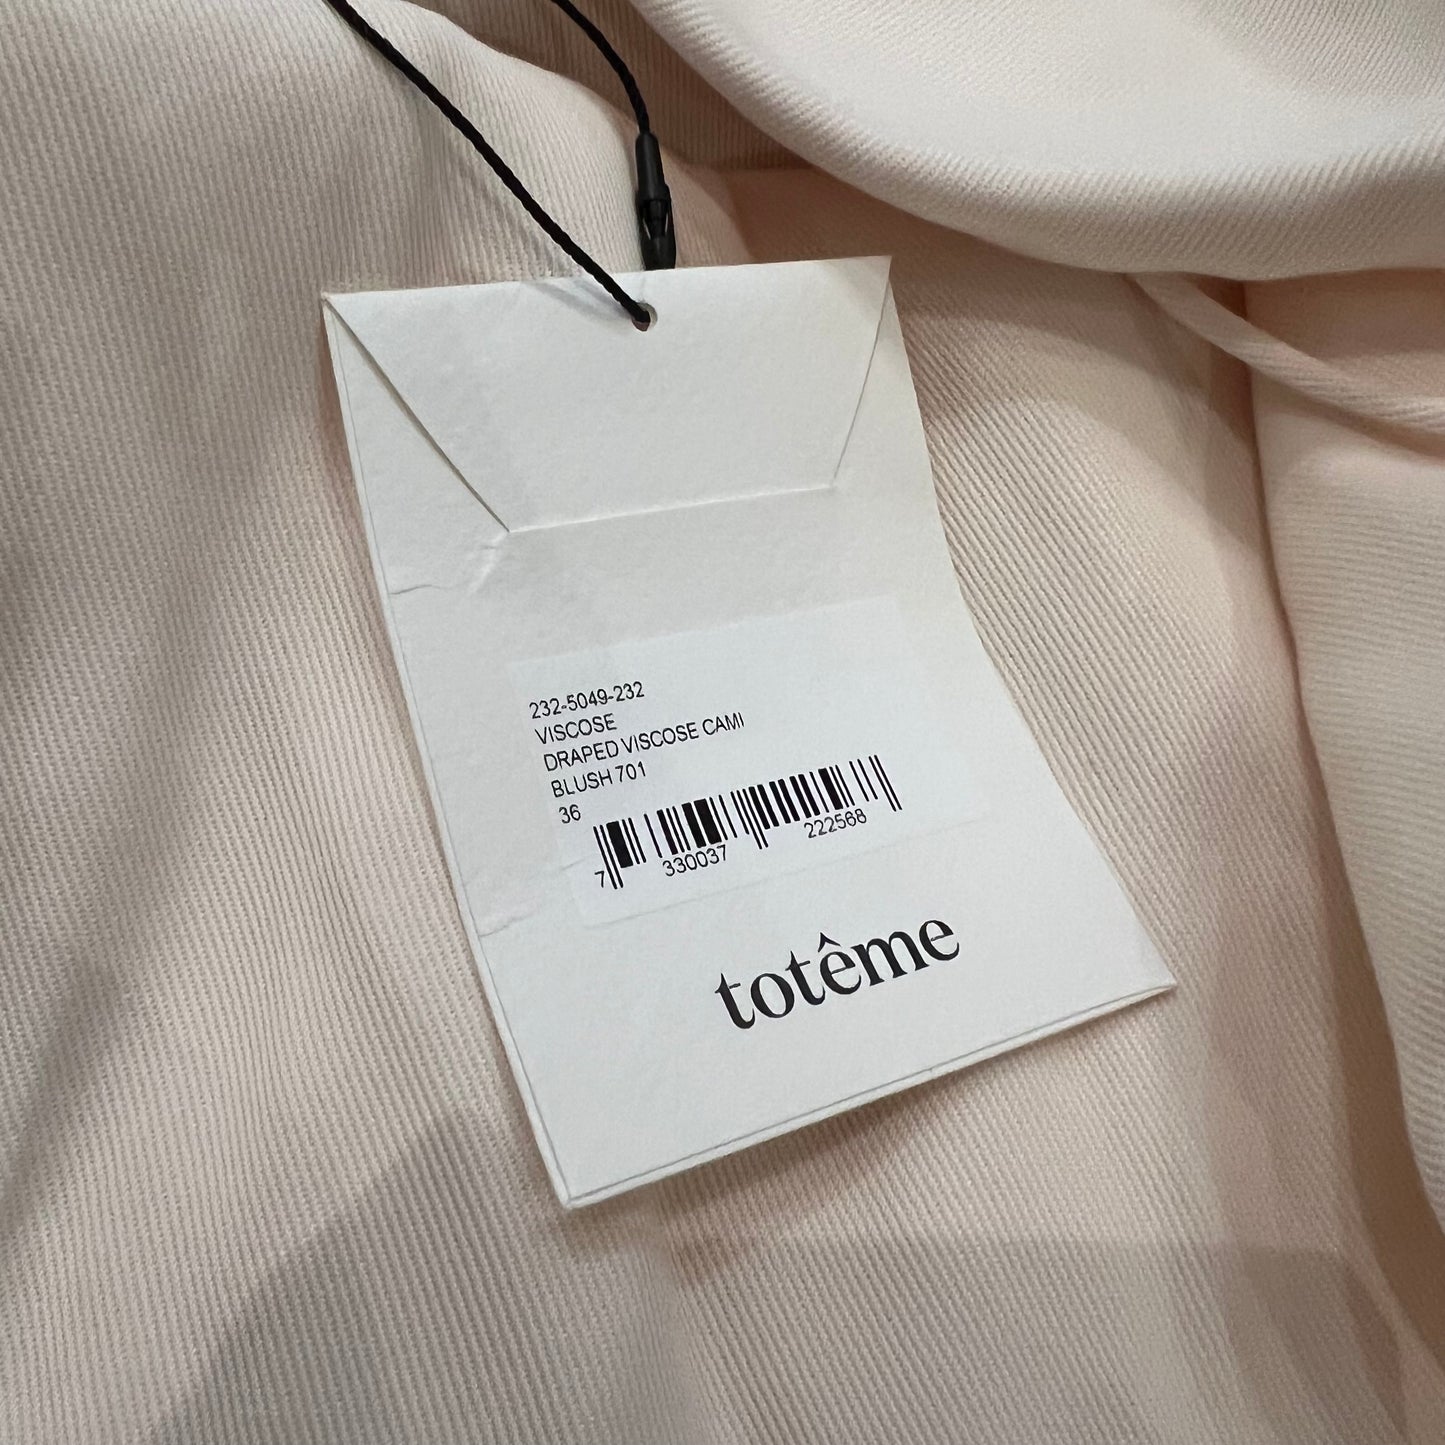 232-5049-232
VISCOSE
DRAPED VISCOSE CAMI
BLUSH 701
36
7 330037 222568
totême